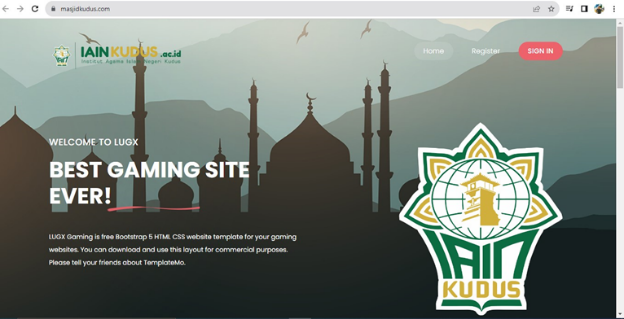 masjidkudus.com
IAIN KUDUS .ac.id
Institut Agama Islam Negeri Kudus
Home
Register
SIGN IN
WELCOME TO LUGX
BEST GAMING SITE
EVER!
LUGX Gaming is free Bootstrap 5 HTML CSS website template for your gaming
websites. You can download and use this layout for commercial purposes.
Please tell your friends about TemplateMo.
IAIN
KUDUS